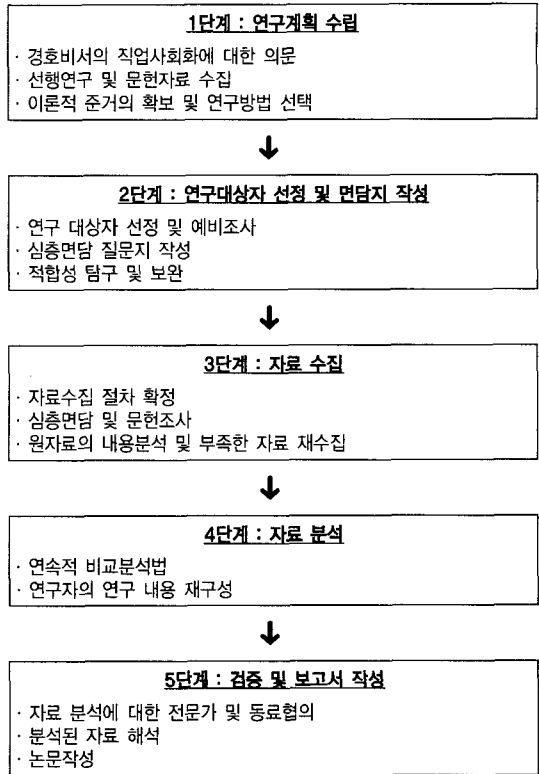 1단계 : 연구계획 수립
· 경호비서의 직업사회화에 대한 의문
· 선행연구 및 문헌자료 수집
· 이론적 준거의 확보 및 연구방법 선택
2단계 : 연구대상자 선정 및 면담지 작성
· 연구 대상자 선정 및 예비조사
· 심층면담 질문지 작성
· 적합성 탐구 및 보완
3단계 : 자료 수집
· 자료수집 절차 확정
· 심층면담 및 문헌조사
· 원자료의 내용분석 및 부족한 자료 재수집
4단계 : 자료 분석
· 연속적 비교분석법
· 연구자의 연구 내용 재구성
5단계 : 검증 및 보고서 작성
· 자료 분석에 대한 전문가 및 동료협의
· 분석된 자료 해석
· 논문작성